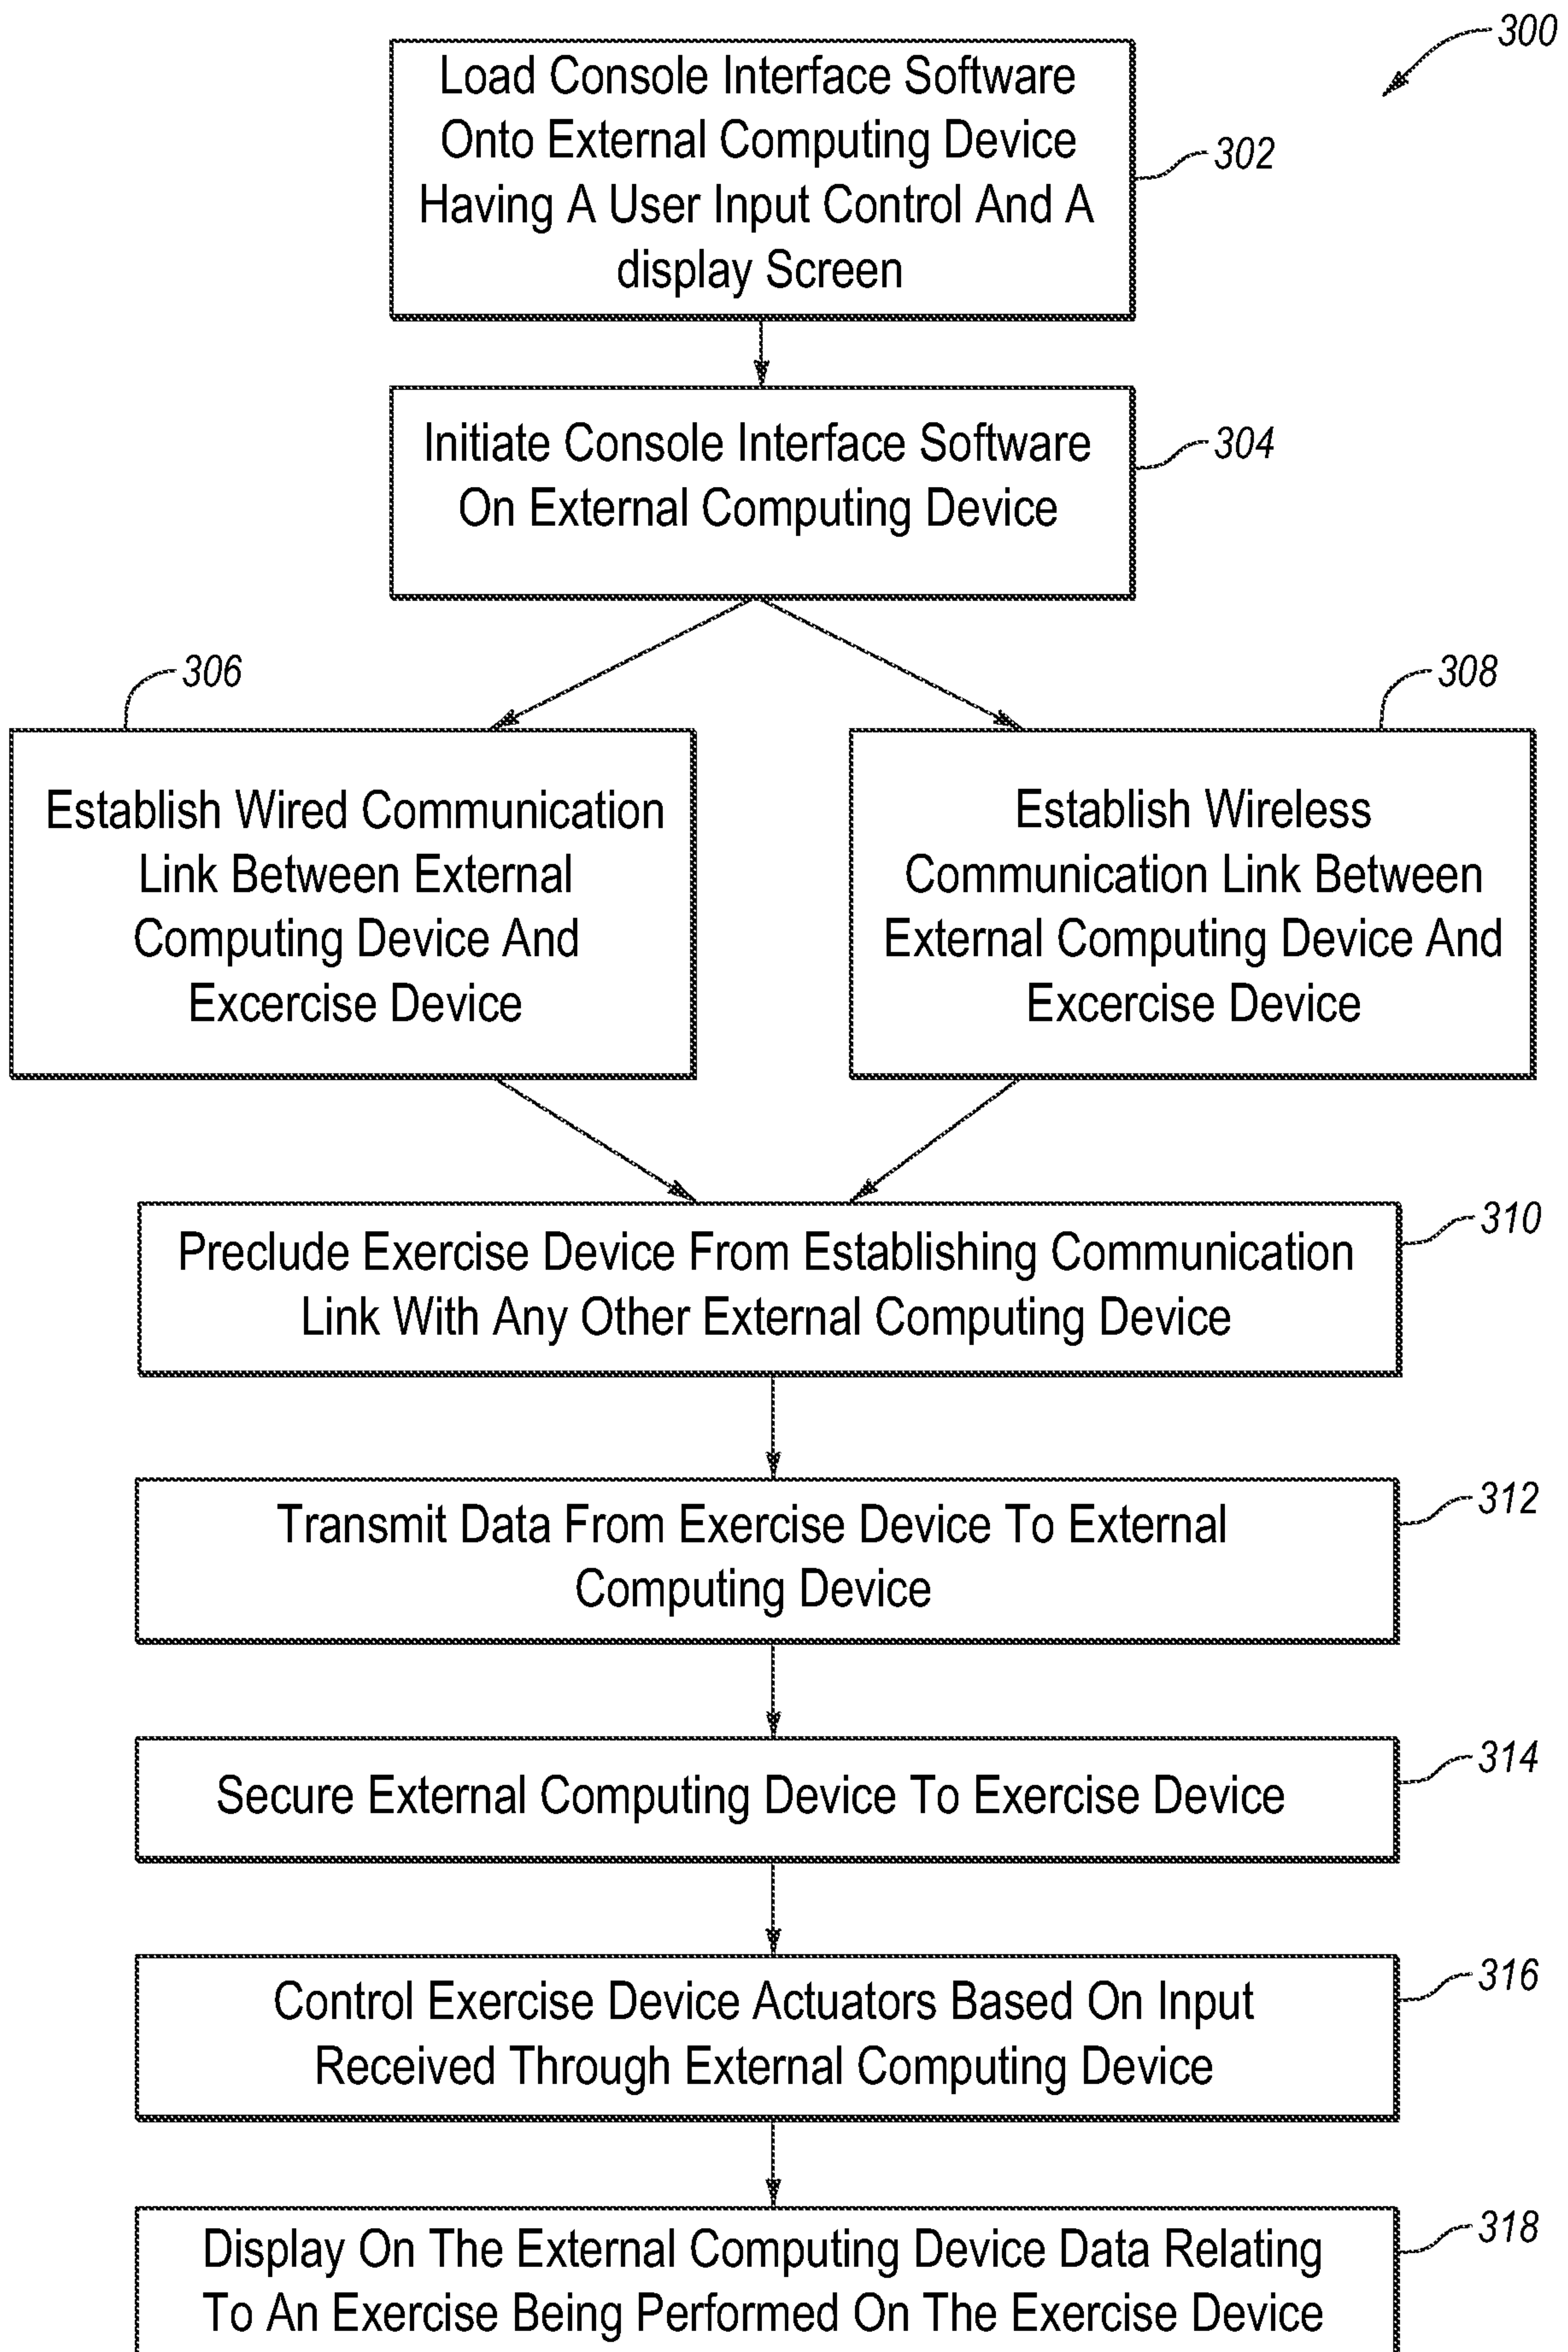 300
Load Console Interface Software
Onto External Computing Device
Having A User Input Control And A
display Screen
302
Initiate Console Interface Software
On External Computing Device
304
306
308
Establish Wired Communication
Link Between External
Computing Device And
Excercise Device
Establish Wireless
Communication Link Between
External Computing Device And
Excercise Device
Preclude Exercise Device From Establishing Communication
Link With Any Other External Computing Device
310
Transmit Data From Exercise Device To External
Computing Device
312
Secure External Computing Device To Exercise Device
314
Control Exercise Device Actuators Based On Input
Received Through External Computing Device
316
Display On The External Computing Device Data Relating
To An Exercise Being Performed On The Exercise Device
318